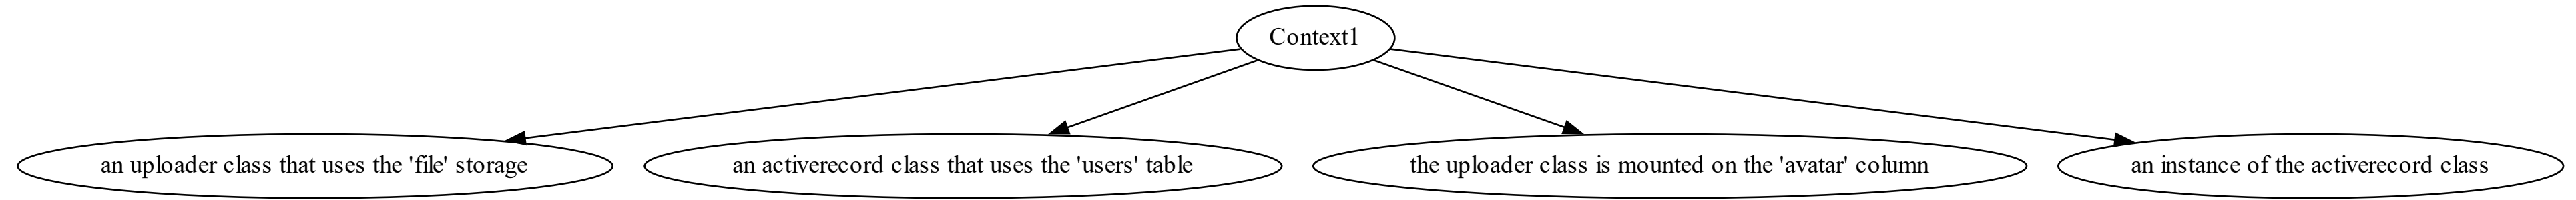 Context1
an uploader class that uses the 'file' storage
an activerecord class that uses the 'users' table
the uploader class is mounted on the 'avatar' column
an instance of the activerecord class